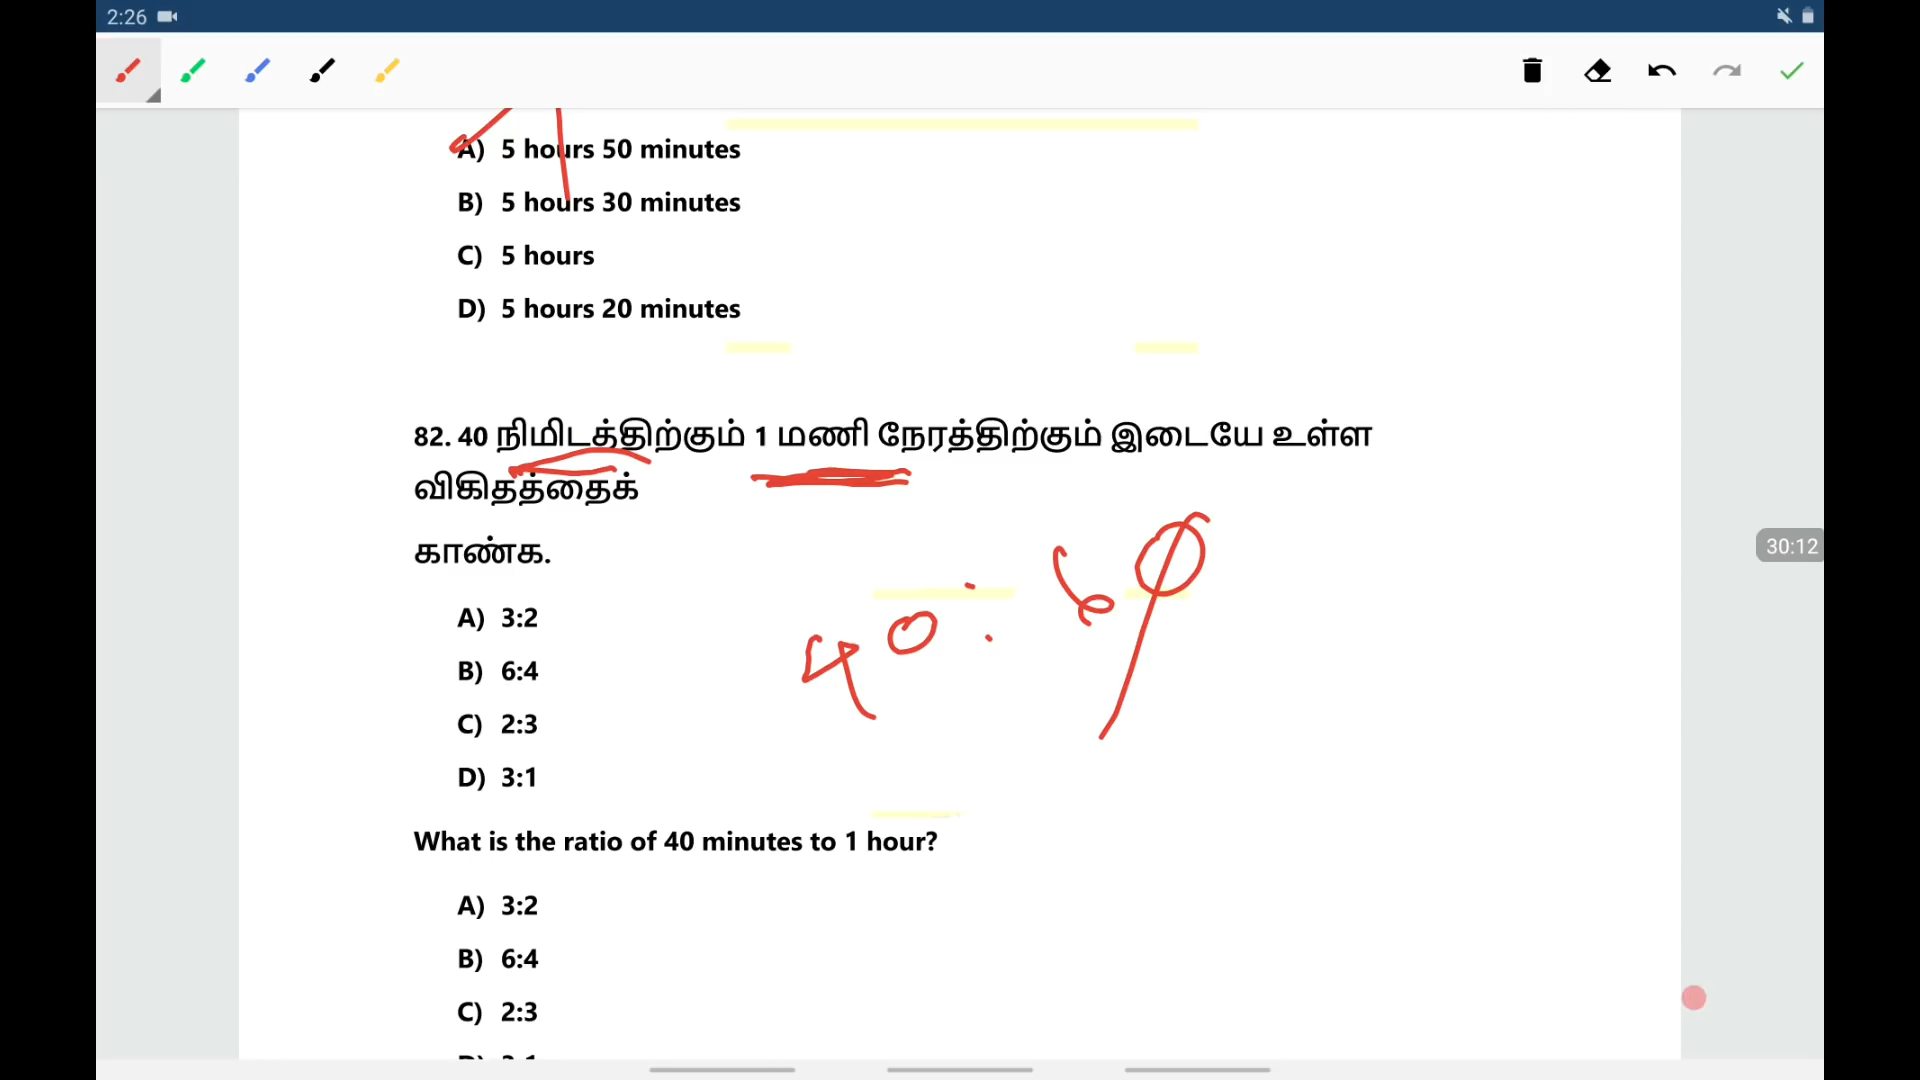 2:26
A) 5 hours 50 minutes
B) 5 hours 30 minutes
C) 5 hours
D) 5 hours 20 minutes
82. 40 நிமிடத்திற்கும் 1 மணி நேரத்திற்கும் இடையே உள்ள
விகிதத்தைக்
காண்க.
40 : 60
30:12
A) 3:2
B) 6:4
C) 2:3
D) 3:1
What is the ratio of 40 minutes to 1 hour?
A) 3:2
B) 6:4
C) 2:3